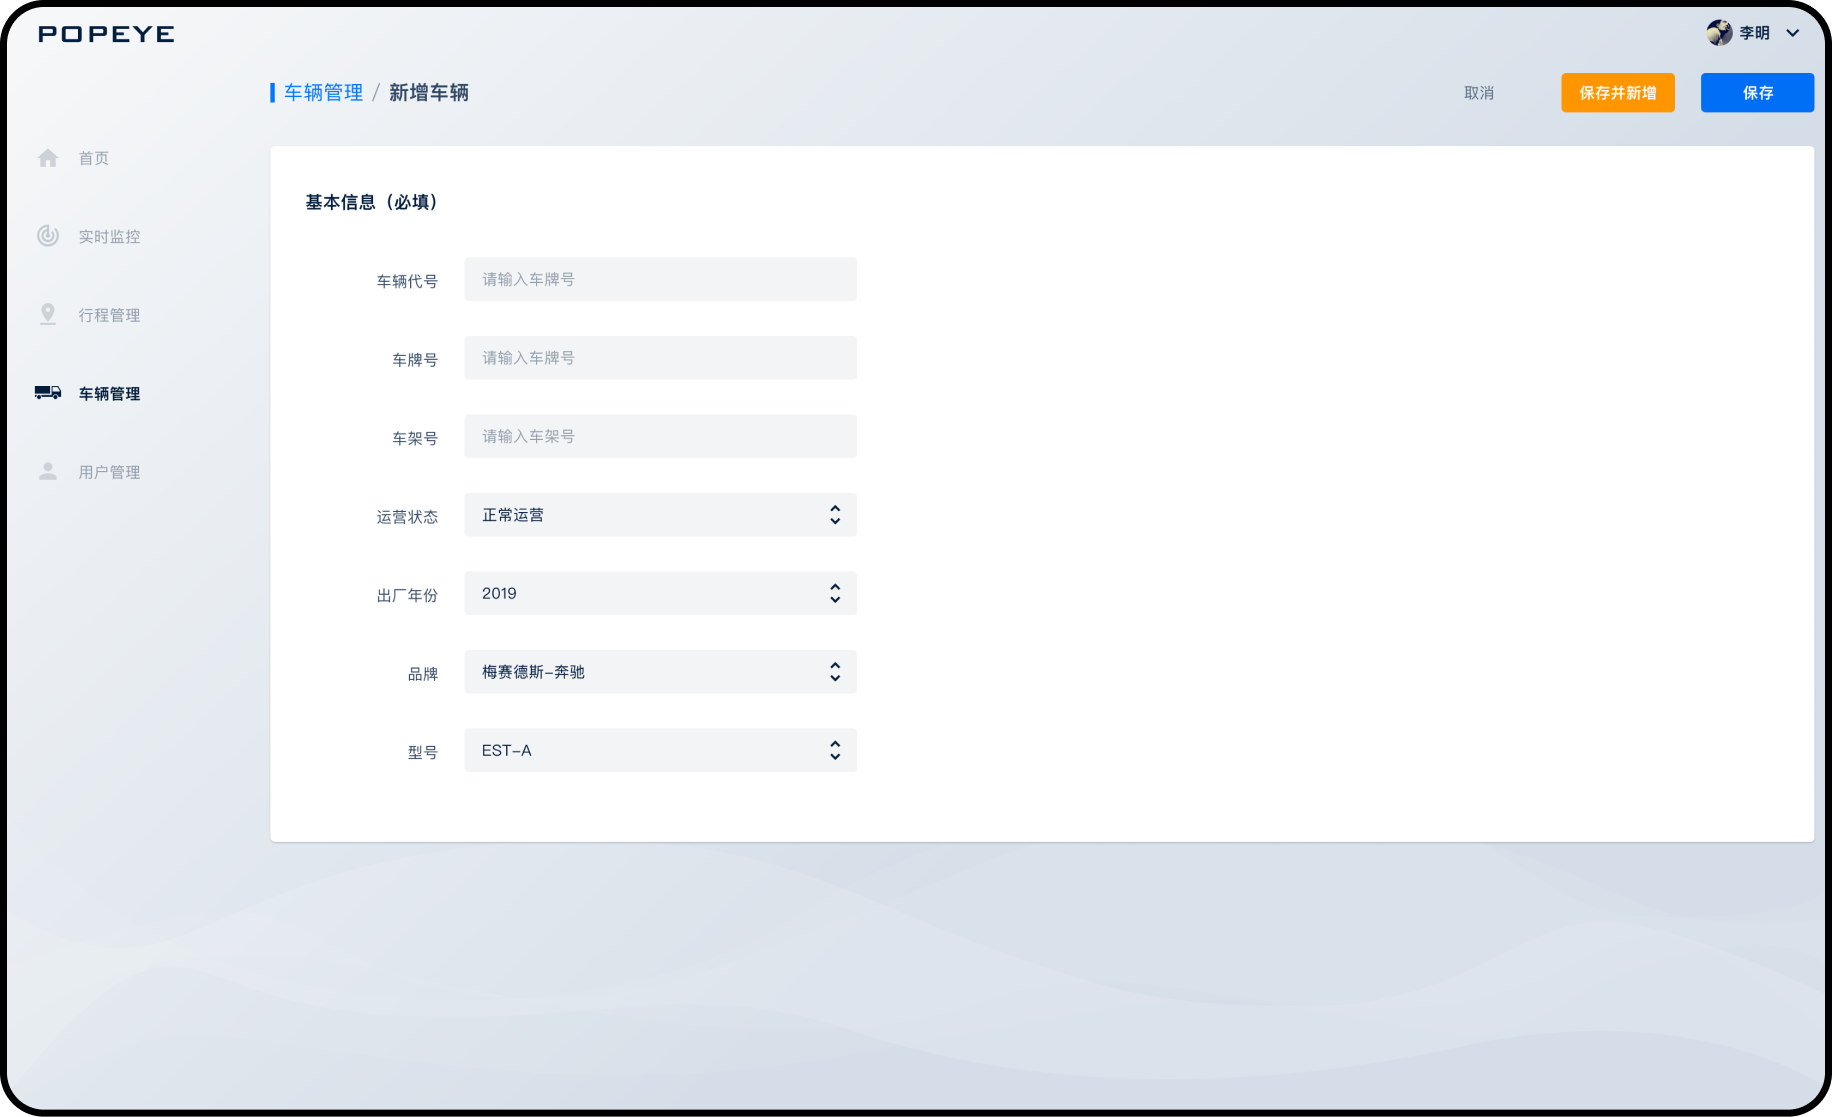 POPEYE
李明
车辆管理 / 新增车辆
取消
保存并新增
保存
首页
实时监控
行程管理
车辆管理
用户管理
基本信息（必填）
车辆代号
请输入车牌号
车牌号
请输入车牌号
车架号
请输入车架号
运营状态
正常运营
出厂年份
2019
品牌
梅赛德斯–奔驰
型号
EST–A